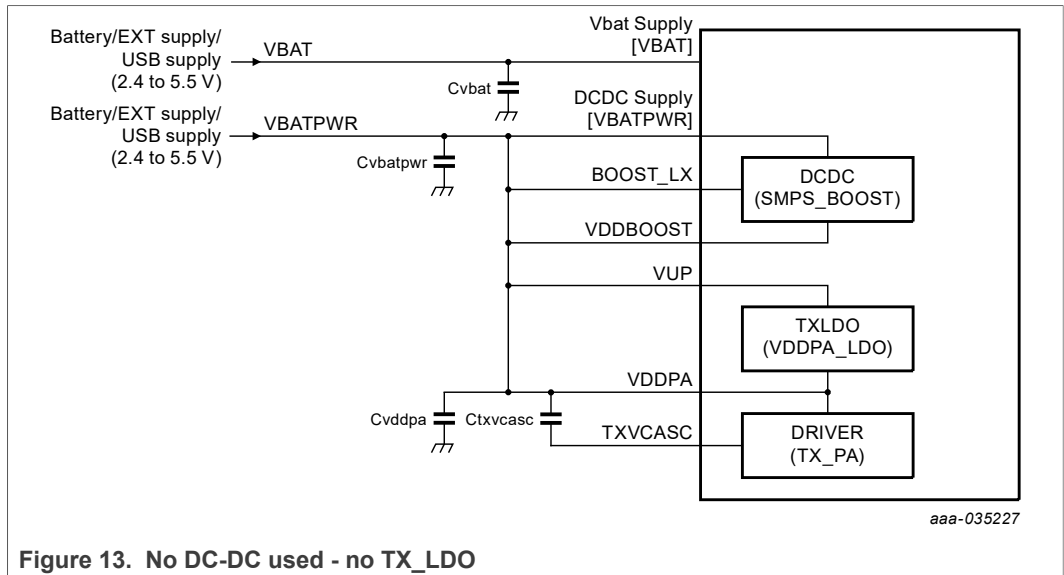 Battery/EXT supply/
USB supply
(2.4 to 5.5 V)
VBAT
Vbat Supply
[VBAT]
Cvbat
Battery/EXT supply/
USB supply
(2.4 to 5.5 V)
VBATPWR
DCDC Supply
[VBATPWR]
Cvbatpwr
BOOST_LX
DCDC
(SMPS_BOOST)
VDDBOOST
VUP
TXLDO
(VDDPA_LDO)
VDDPA
Cvddpa
Ctxvcasc
TXVCASC
DRIVER
(TX_PA)
aaa-035227
Figure 13. No DC-DC used - no TX_LDO